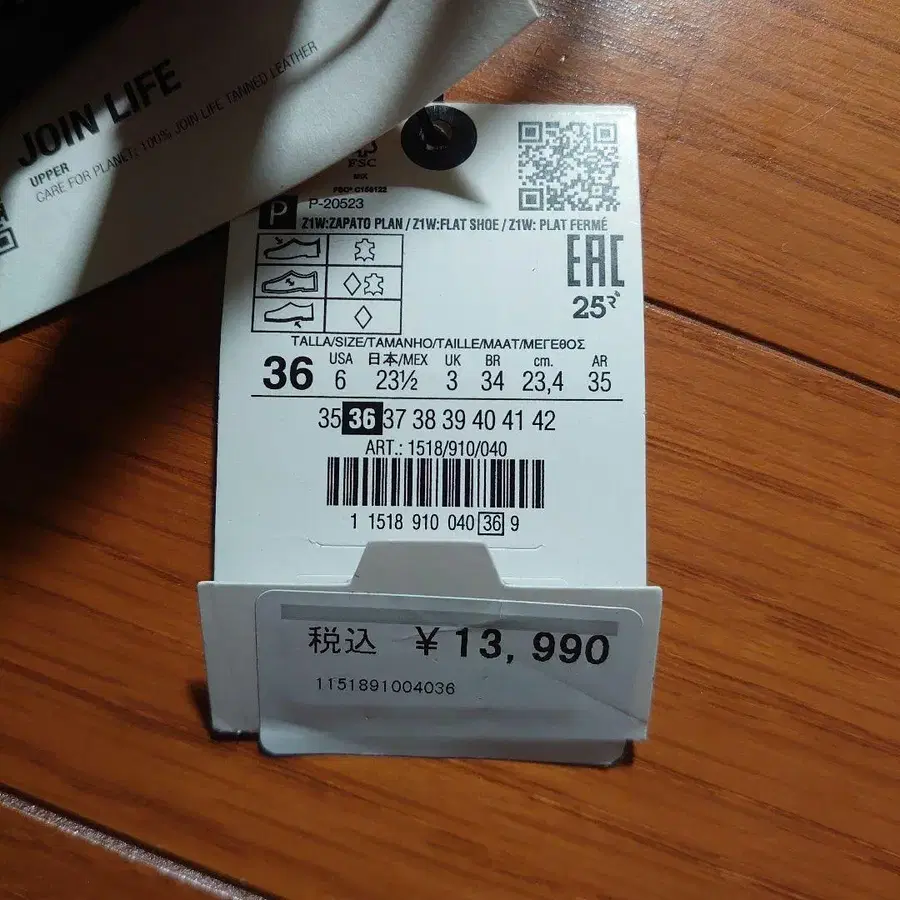 JOIN LIFE
UPPER
CARE FOR PLANET: 100% JOIN LIFE TANNED LEATHER
FSC
MIX
FSC® C158122
P P-20523
Z1W:ZAPATO PLAN / Z1W:FLAT SHOE / Z1W: PLAT FERMÉ
EAC
TALLA/SIZE/TAMANHO/TAILLE/MAAT/ΜΕΓΕΘΟΣ
USA 日本/MEX UK BR cm. AR
36 6 23½ 3 34 23,4 35
35 36 37 38 39 40 41 42
ART.: 1518/910/040
1 1518 910 040 36 9
税込 ¥13,990
1151891004036